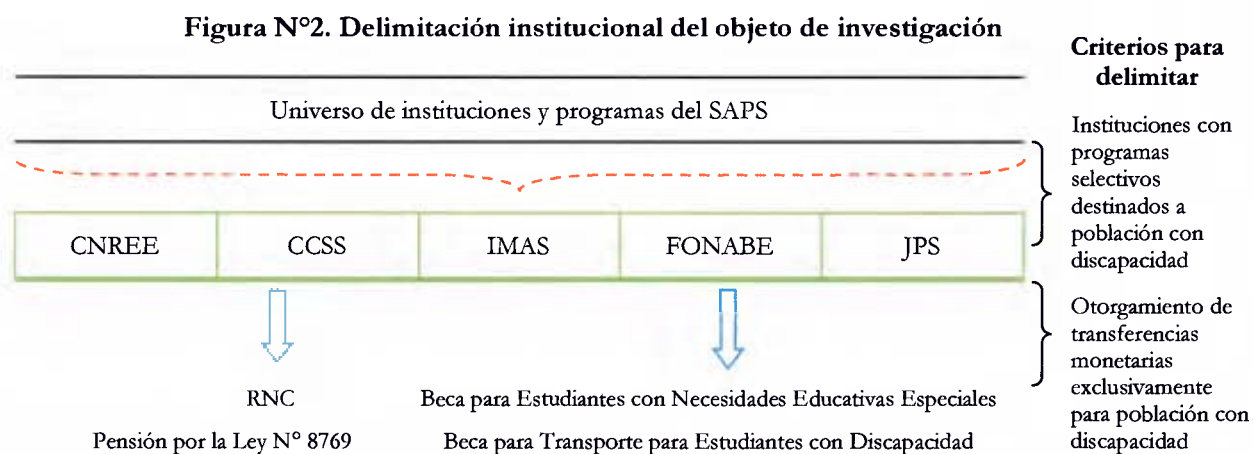 Figura N°2. Delimitación institucional del objeto de investigación
Criterios para
delimitar
Universo de instituciones y programas del SAPS
Instituciones con
programas
selectivos
destinados a
población con
discapacidad
CNREE CCSS IMAS FONABE JPS
Otorgamiento de
transferencias
monetarias
exclusivamente
para población con
discapacidad
RNC
Pensión por la Ley N° 8769
Beca para Estudiantes con Necesidades Educativas Especiales
Beca para Transporte para Estudiantes con Discapacidad